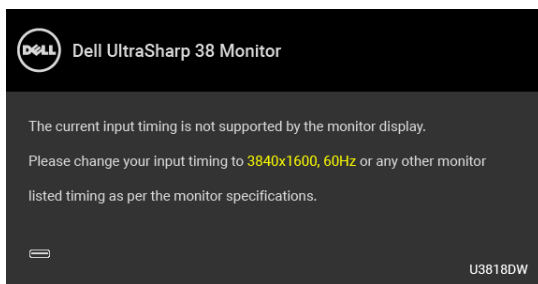 DELL
Dell UltraSharp 38 Monitor
The current input timing is not supported by the monitor display.
Please change your input timing to 3840x1600, 60Hz or any other monitor
listed timing as per the monitor specifications.
U3818DW